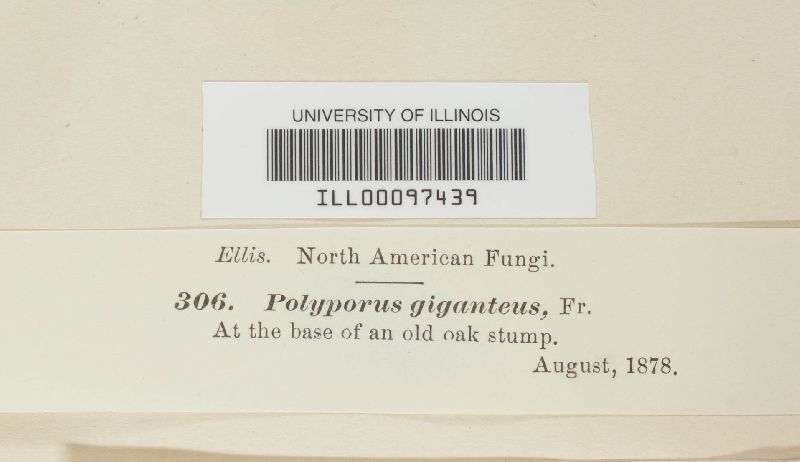 UNIVERSITY OF ILLINOIS
ILL00097439
Ellis. North American Fungi.
306. Polyporus giganteus, Fr.
At the base of an old oak stump.
August, 1878.